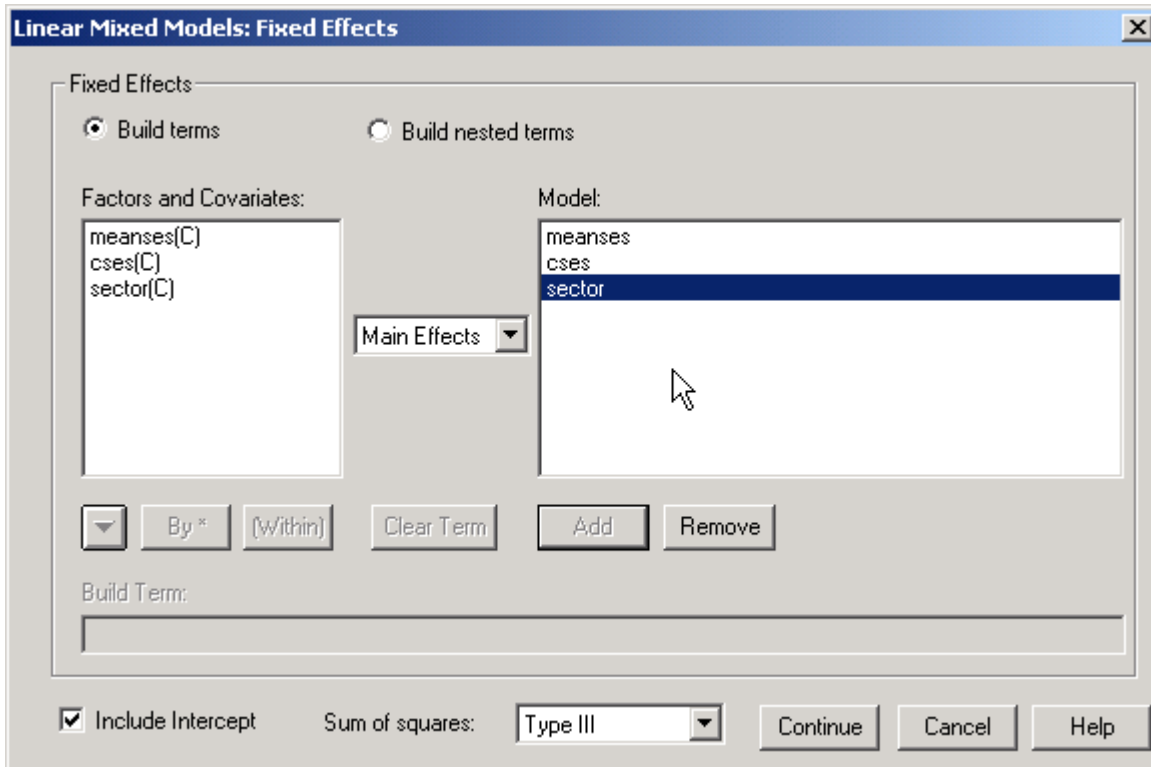 Linear Mixed Models: Fixed Effects
Fixed Effects
Build terms
Build nested terms
Factors and Covariates:
meanses(C)
cses(C)
sector(C)
Main Effects
Model:
meanses
cses
sector
By *
(Within)
Clear Term
Add
Remove
Build Term:
Include Intercept
Sum of squares:
Type III
Continue
Cancel
Help